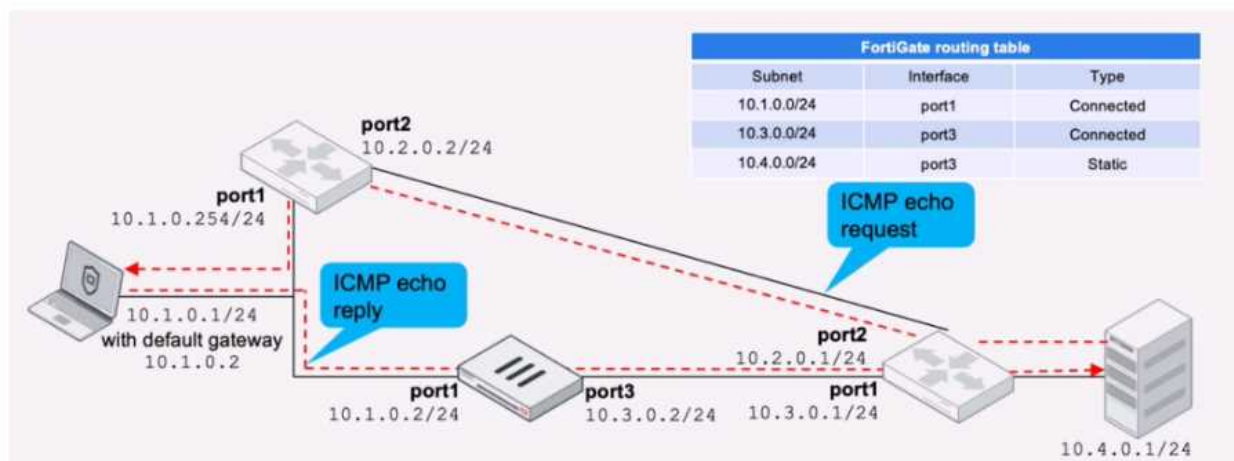 FortiGate routing table
Subnet Interface Type
10.1.0.0/24 port1 Connected
10.3.0.0/24 port3 Connected
10.4.0.0/24 port3 Static
port2
10.2.0.2/24
port1
10.1.0.254/24
ICMP echo
request
ICMP echo
reply
10.1.0.1/24
with default gateway
10.1.0.2
port2
10.2.0.1/24
port1
10.1.0.2/24
port3
10.3.0.2/24
port1
10.3.0.1/24
10.4.0.1/24